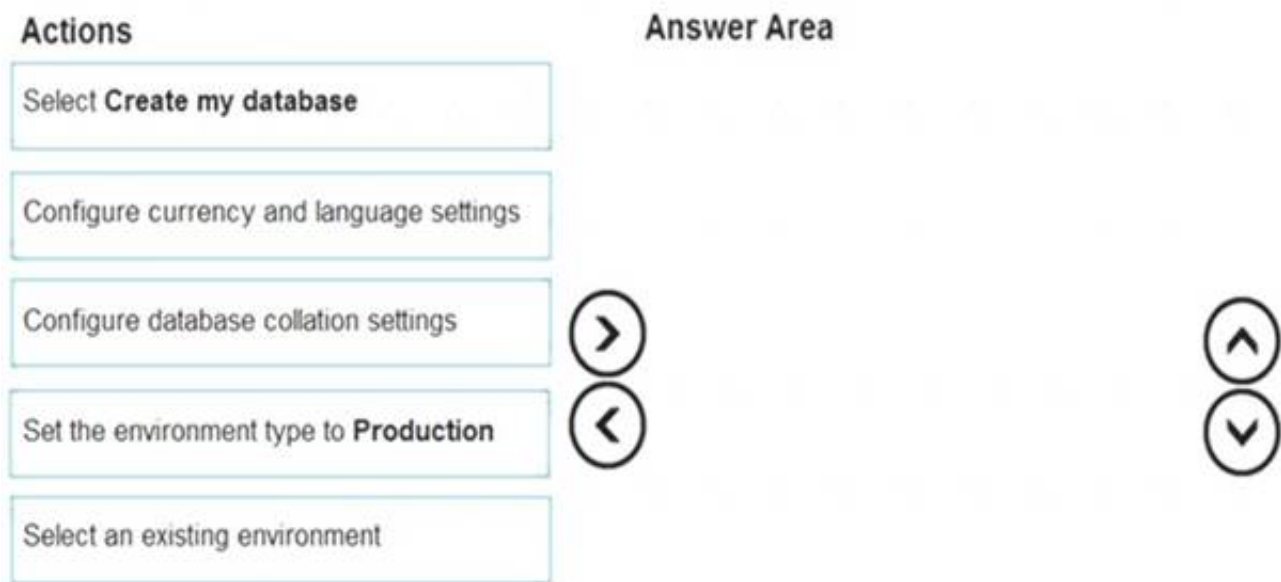 Actions
Answer Area
Select Create my database
Configure currency and language settings
Configure database collation settings
Set the environment type to Production
Select an existing environment